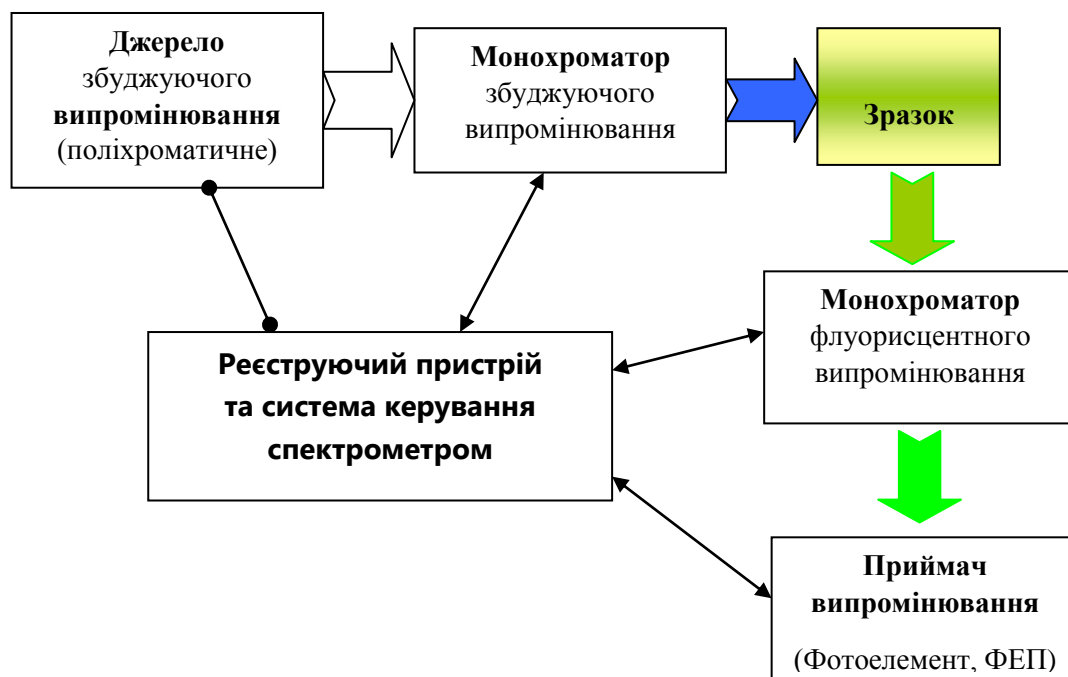 Джерело
збуджуючого
випромінювання
(поліхроматичне)
Монохроматор
збуджуючого
випромінювання
Зразок
Монохроматор
флуорисцентного
випромінювання
Реєструючий пристрій
та система керування
спектрометром
Приймач
випромінювання
(Фотоелемент, ФЕП)